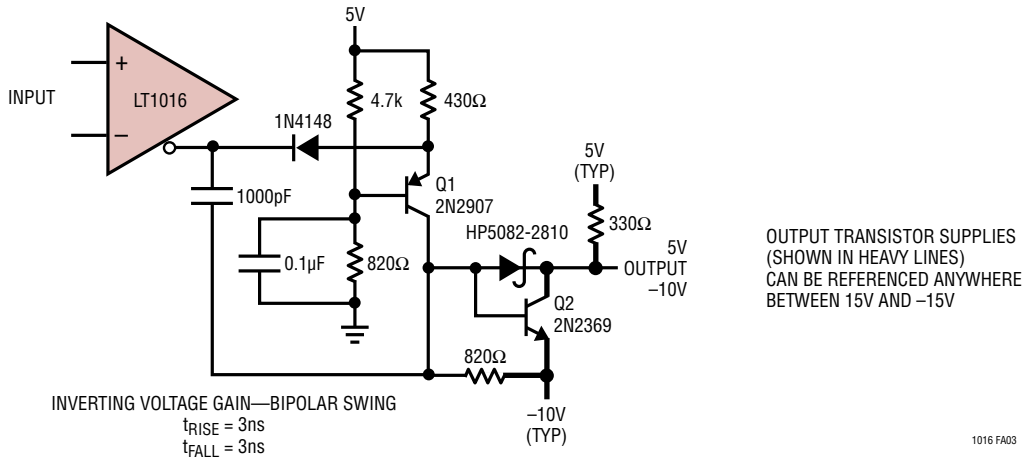 5V
+
INPUT
LT1016
−
1N4148
4.7k
430Ω
1000pF
Q1
2N2907
0.1µF
820Ω
HP5082-2810
5V
(TYP)
330Ω
5V
OUTPUT
–10V
Q2
2N2369
820Ω
–10V
(TYP)
OUTPUT TRANSISTOR SUPPLIES
(SHOWN IN HEAVY LINES)
CAN BE REFERENCED ANYWHERE
BETWEEN 15V AND –15V
INVERTING VOLTAGE GAIN—BIPOLAR SWING
tRISE = 3ns
tFALL = 3ns
1016 FA03